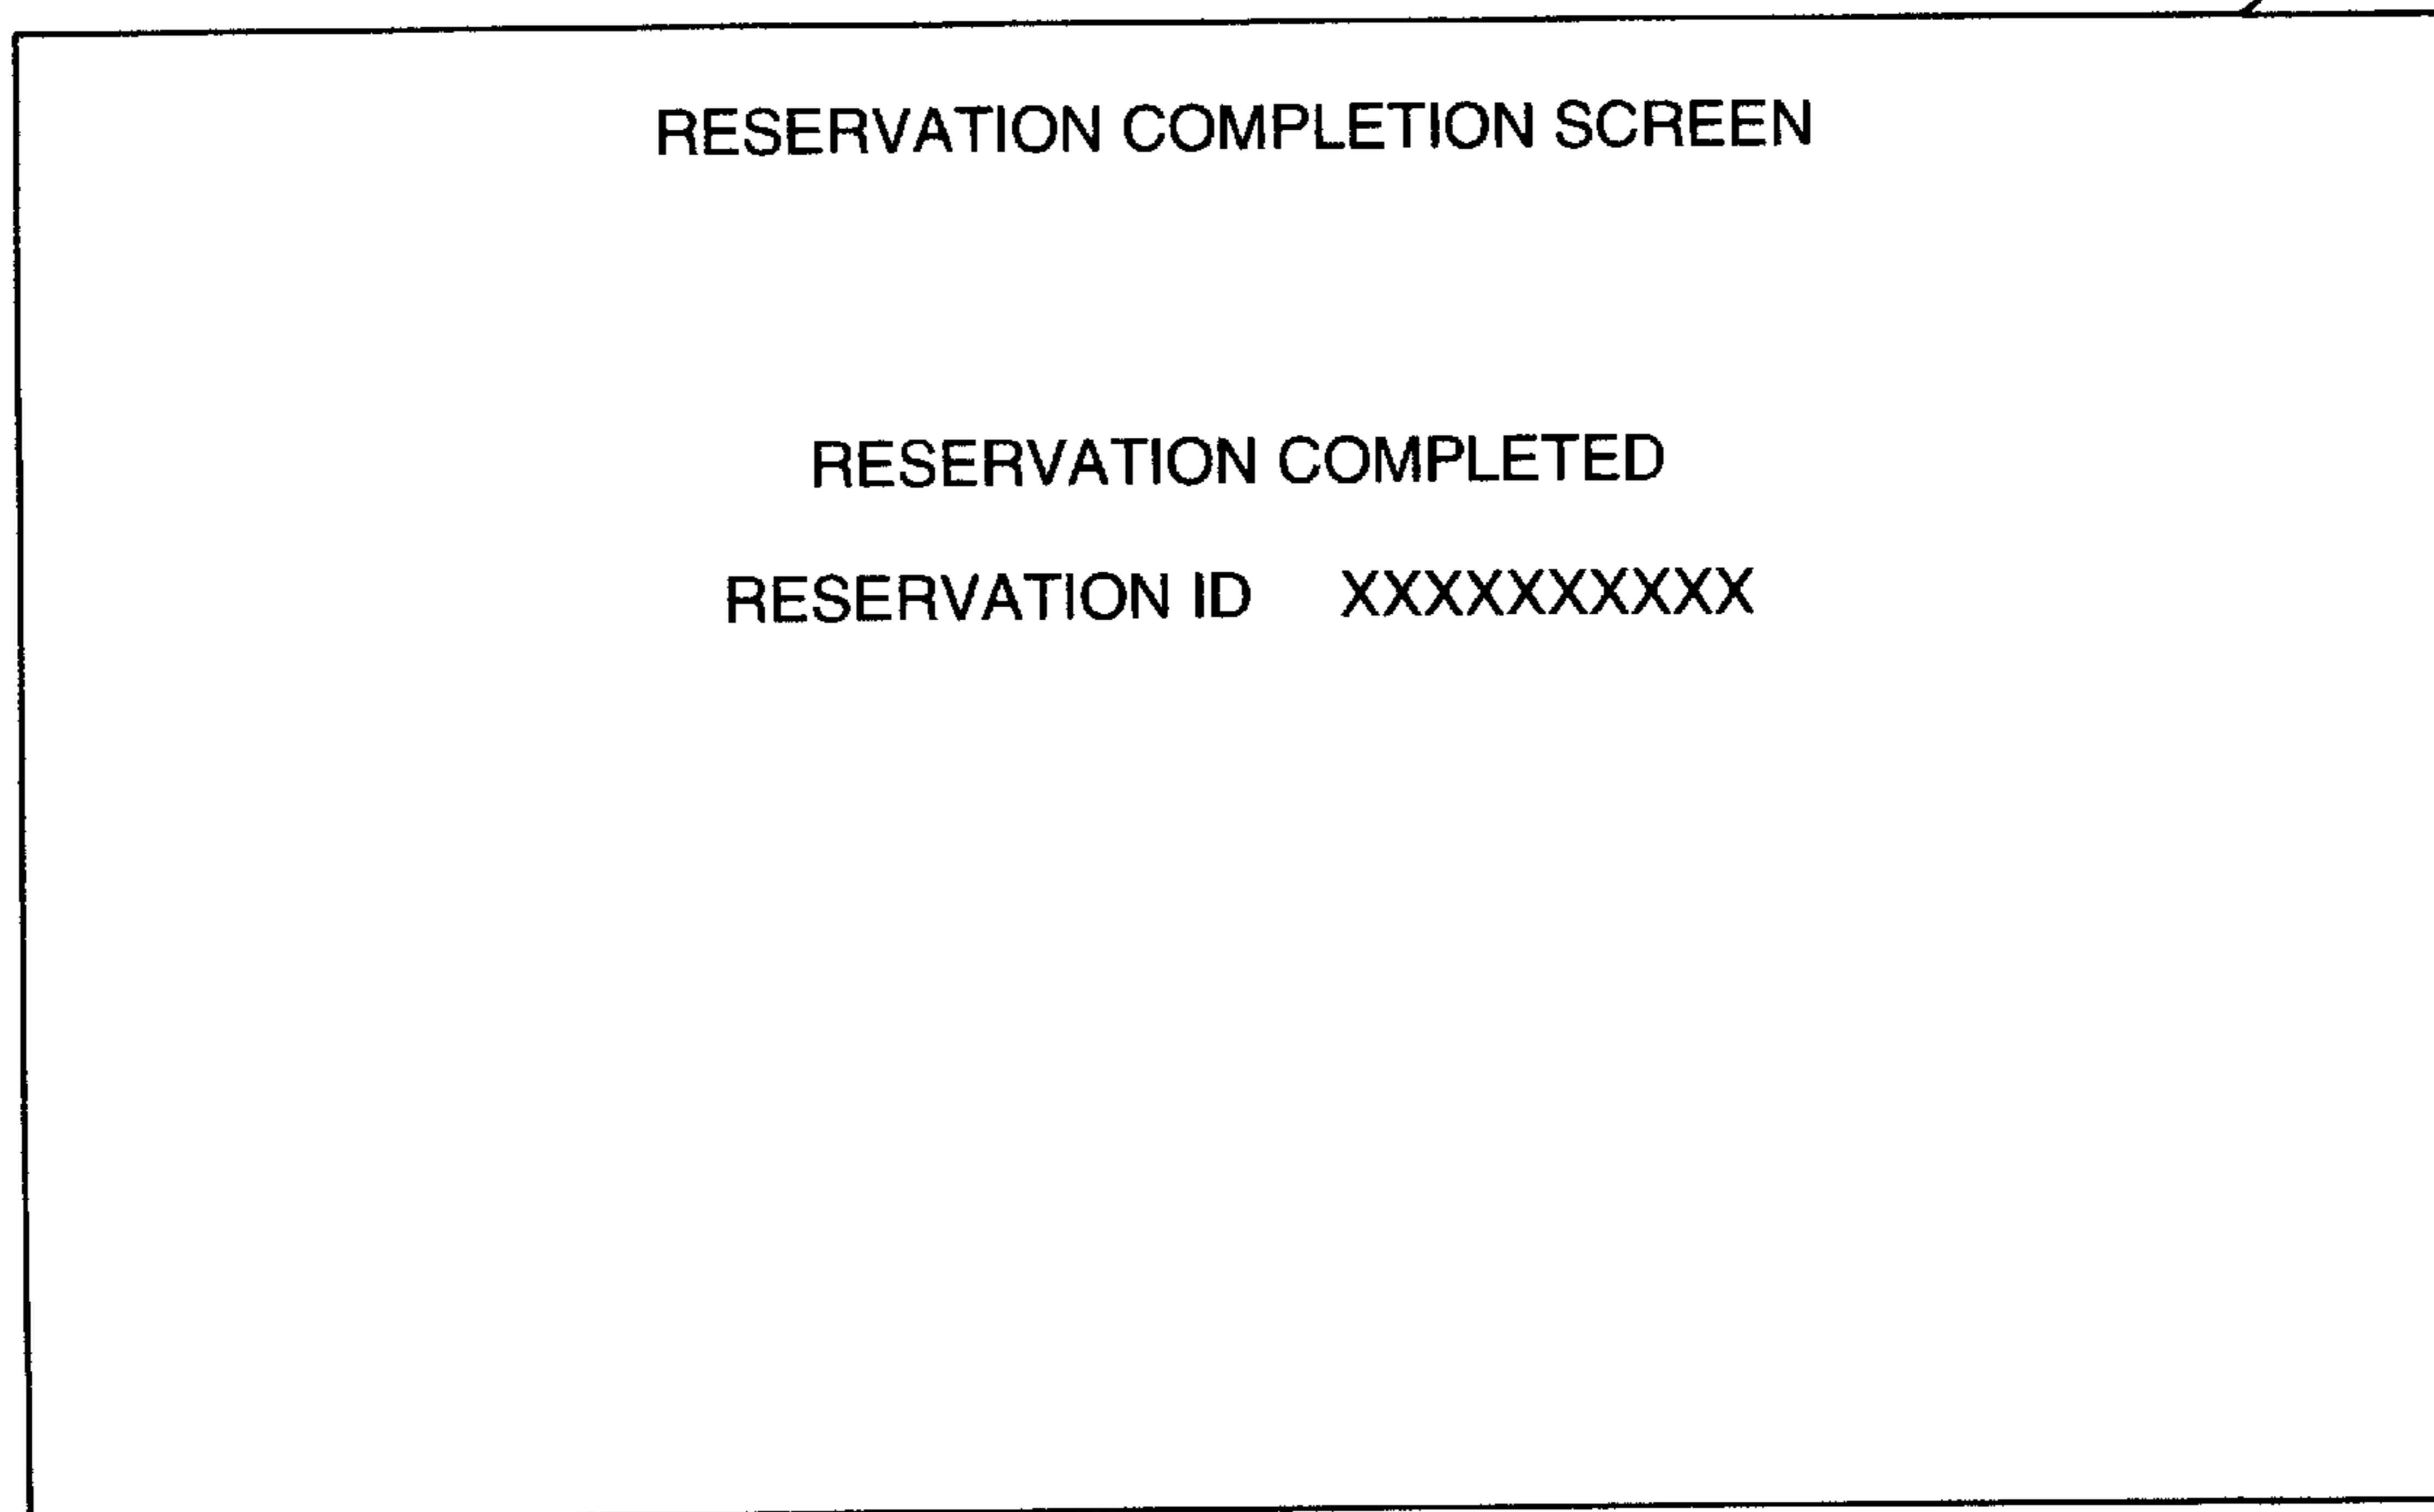 RESERVATION COMPLETION SCREEN
RESERVATION COMPLETED
RESERVATION ID XXXXXXXXXX